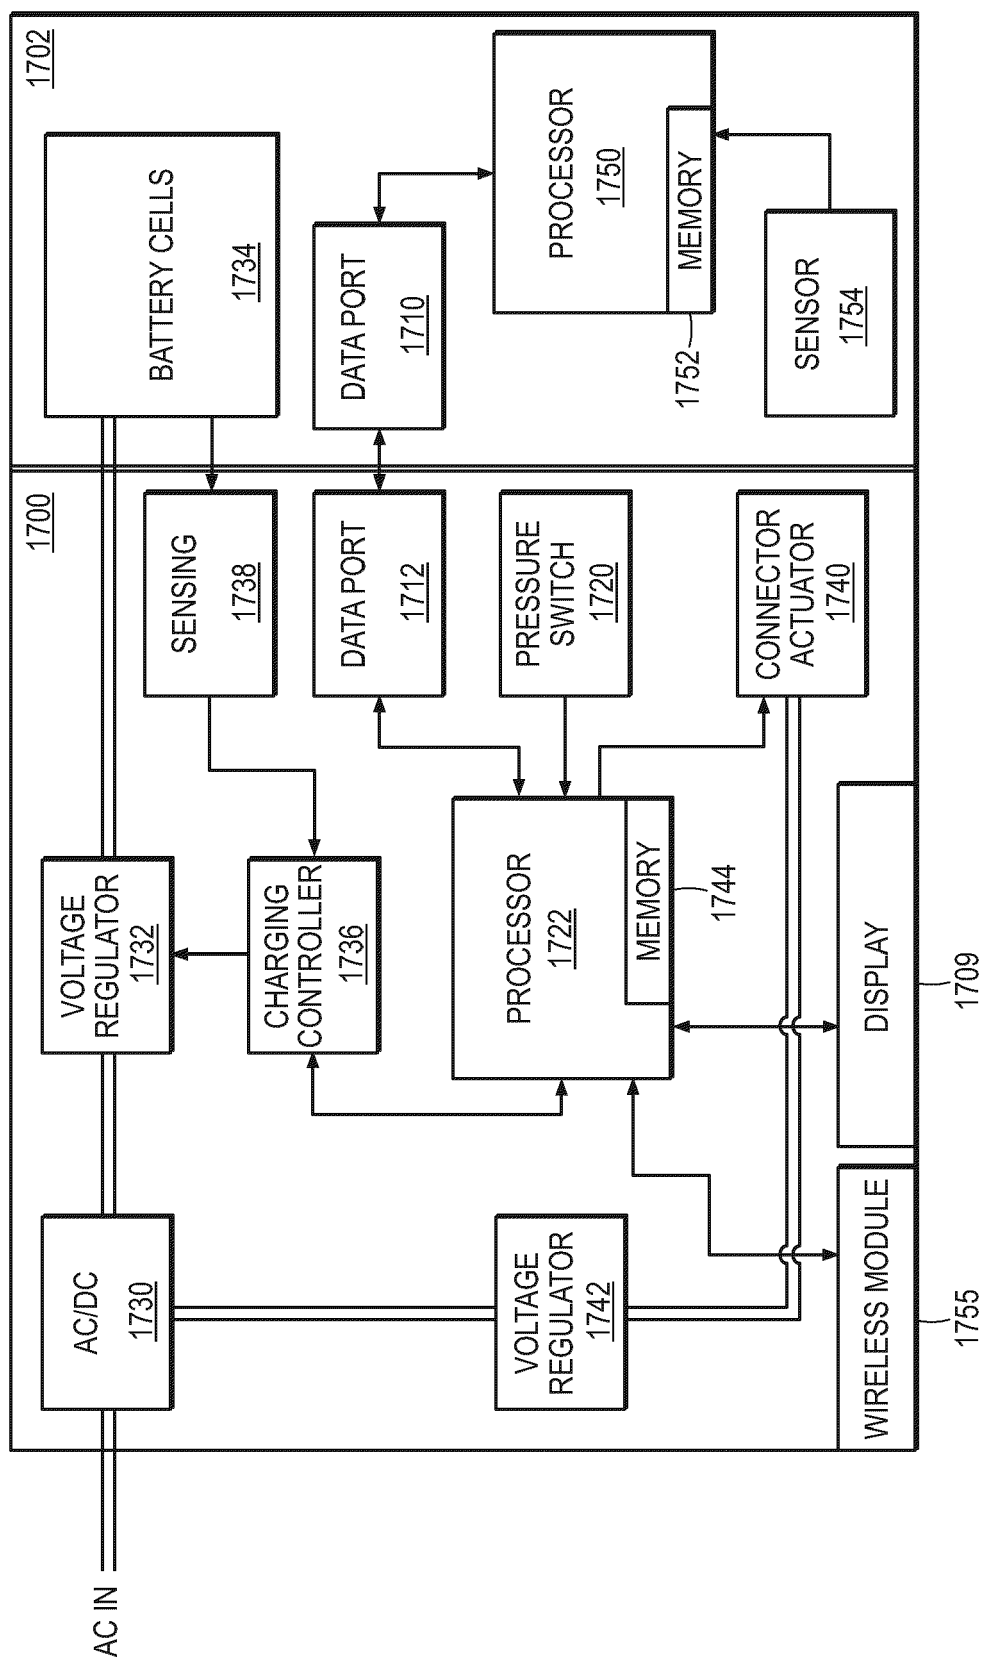 1700
1702
AC IN
AC/DC
1730
VOLTAGE
REGULATOR
1732
BATTERY CELLS
1734
SENSING
1738
CHARGING
CONTROLLER
1736
DATA PORT
1712
DATA PORT
1710
VOLTAGE
REGULATOR
1742
PROCESSOR
1722
MEMORY
1744
PRESSURE
SWITCH
1720
PROCESSOR
1750
MEMORY
1752
CONNECTOR
ACTUATOR
1740
SENSOR
1754
WIRELESS MODULE
1755
DISPLAY
1709